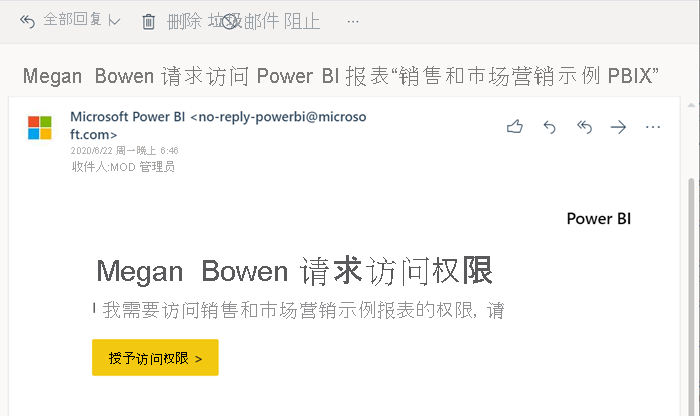 全部回复 删除 垃圾邮件 阻止 ...
Megan Bowen 请求访问 Power BI 报表“销售和市场营销示例 PBIX”
Microsoft Power BI <no-reply-powerbi@microso
ft.com>
2020/6/22 周一晚上 6:46
收件人:MOD 管理员
Power BI
Megan Bowen 请求访问权限
我需要访问销售和市场营销示例报表的权限, 请
授予访问权限 >